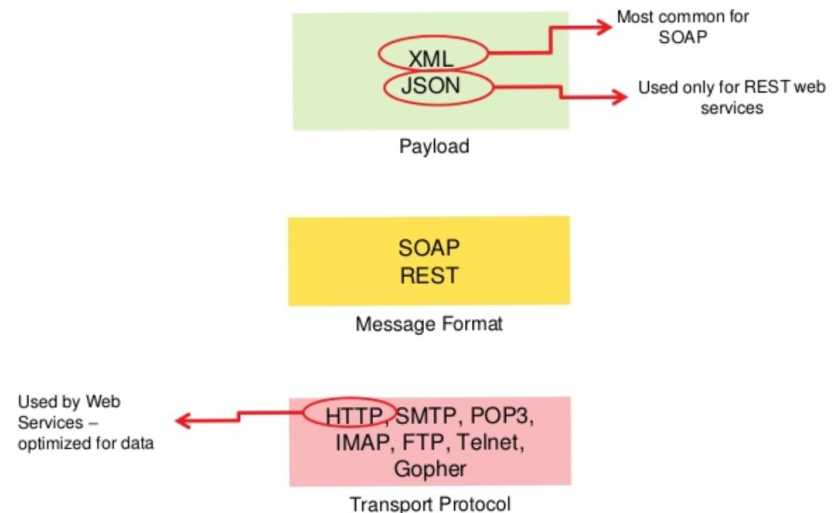 Most common for
SOAP
XML
JSON
Used only for REST web
services
Payload
SOAP
REST
Message Format
Used by Web
Services –
optimized for data
HTTP, SMTP, POP3,
IMAP, FTP, Telnet,
Gopher
Transport Protocol